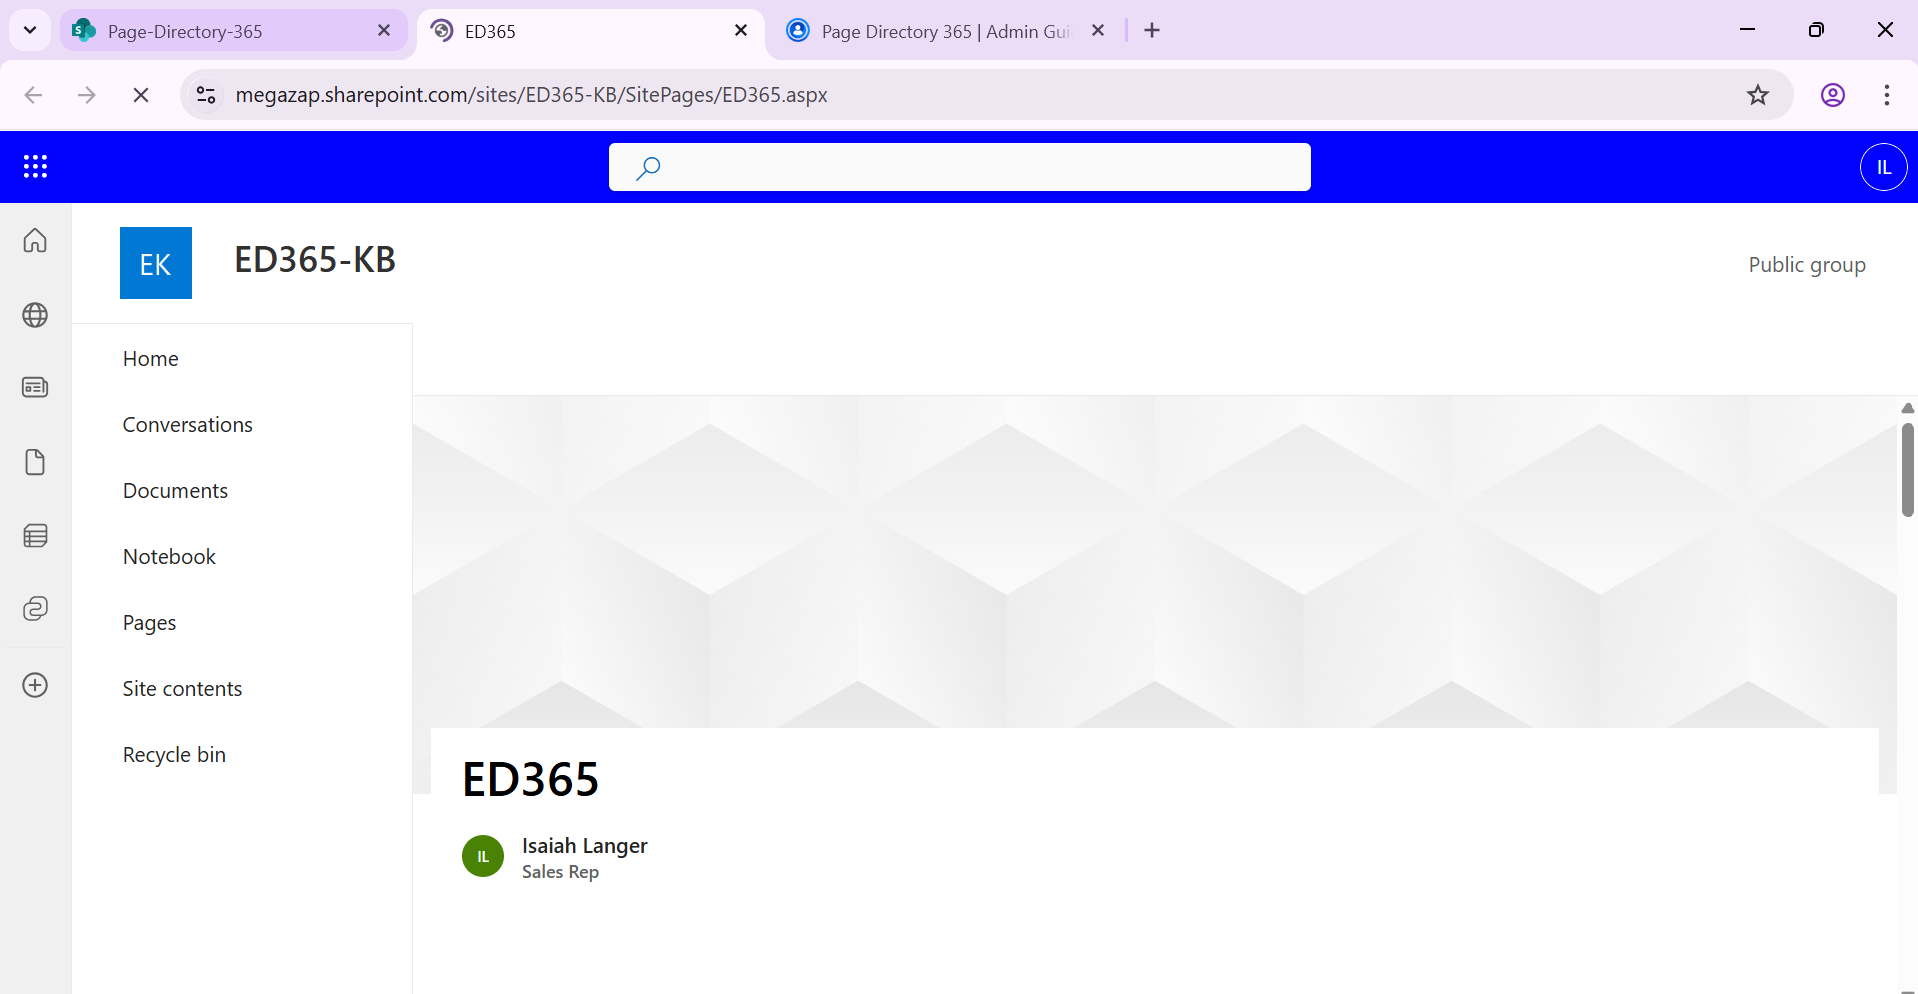 Page-Directory-365
ED365
Page Directory 365 | Admin Gui
megazap.sharepoint.com/sites/ED365-KB/SitePages/ED365.aspx
IL
EK
ED365-KB
Public group
Home
Conversations
Documents
Notebook
Pages
Site contents
Recycle bin
ED365
IL
Isaiah Langer
Sales Rep